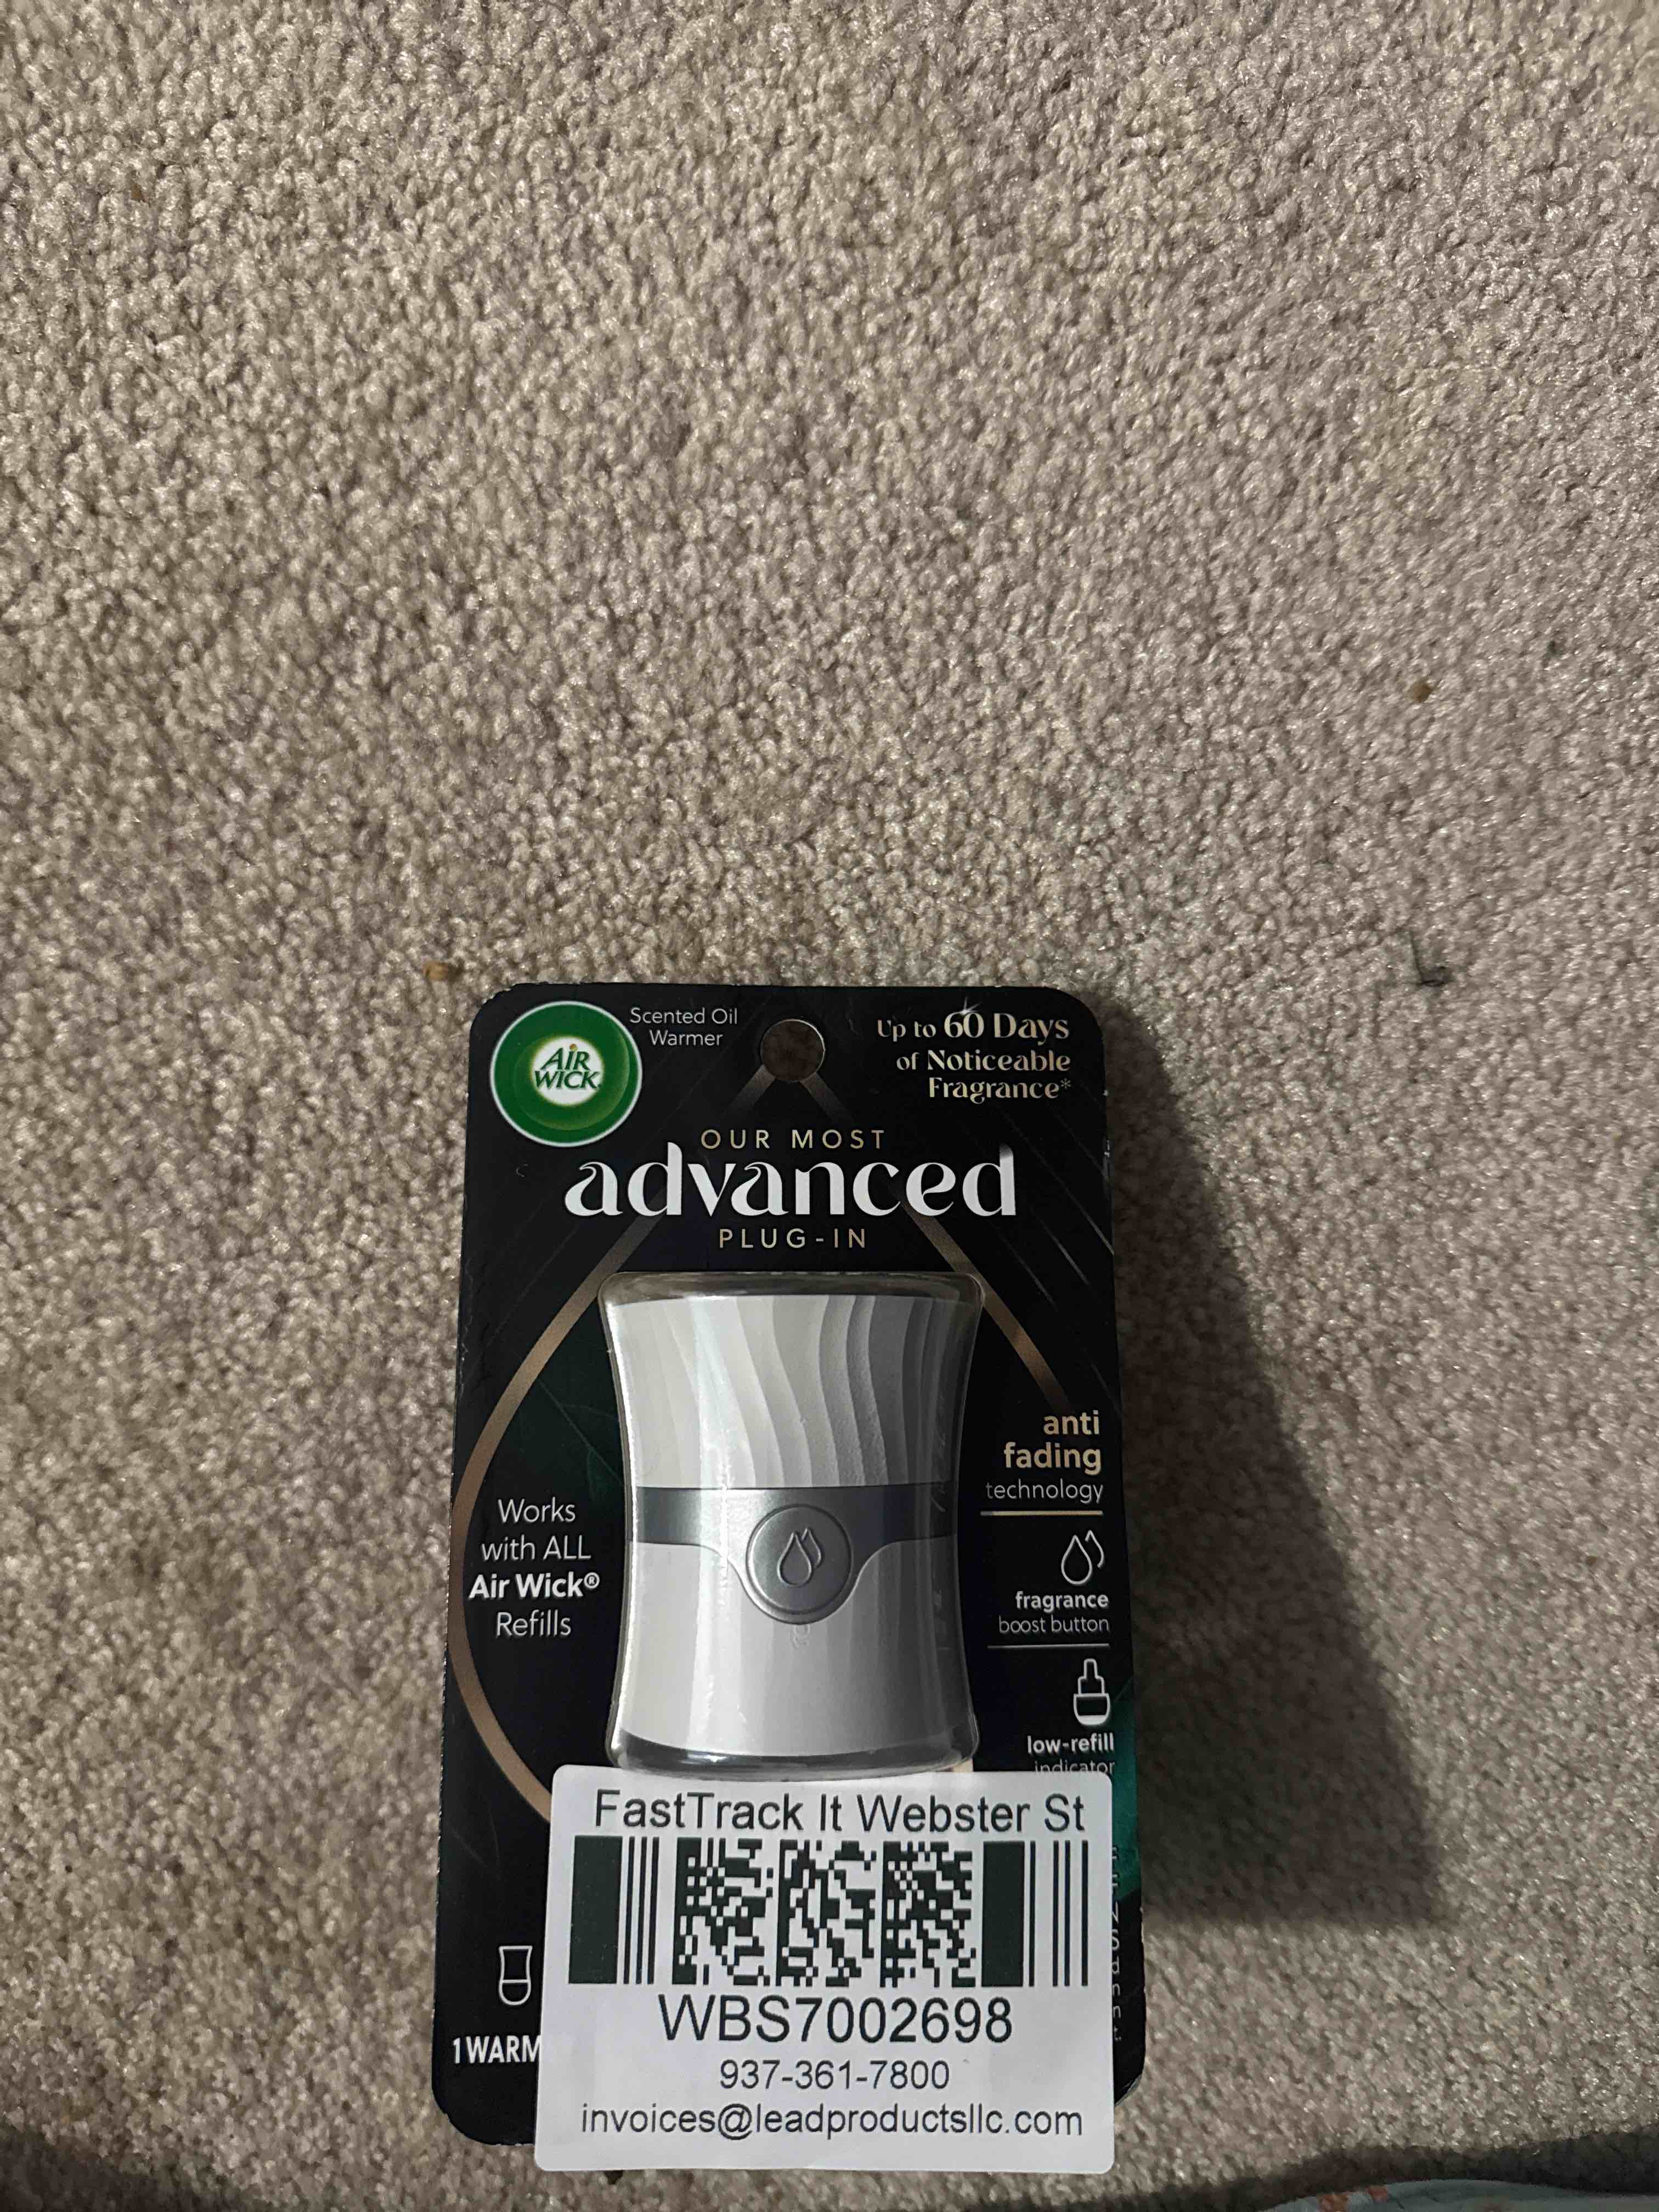 AIR
WICK
Scented Oil
Warmer
Up to 60 Days
of Noticeable
Fragrance*
OUR MOST
advanced
PLUG-IN
Works
with ALL
Air Wick®
Refills
anti
fading
technology
fragrance
boost button
low-refill
indicator
1 WARM
FastTrack It Webster St
WBS7002698
937-361-7800
invoices@leadproductsllc.com